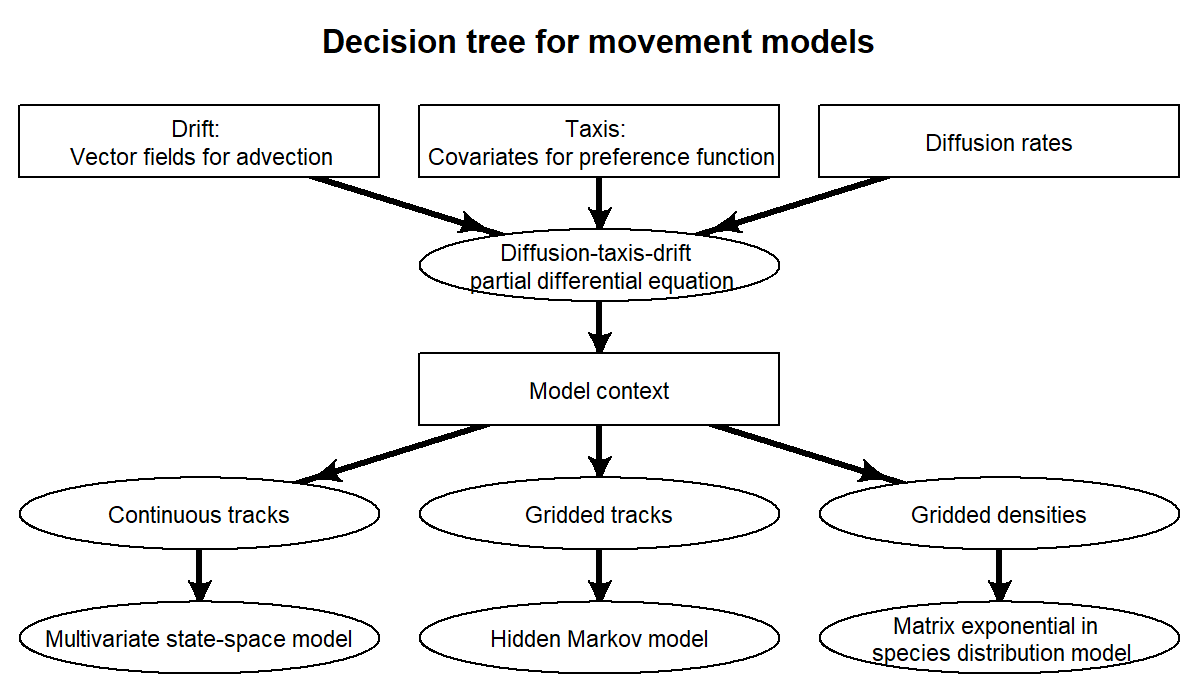 Decision tree for movement models
Drift:
Vector fields for advection
Taxis:
Covariates for preference function
Diffusion rates
Diffusion-taxis-drift
partial differential equation
Model context
Continuous tracks
Gridded tracks
Gridded densities
Multivariate state-space model
Hidden Markov model
Matrix exponential in
species distribution model